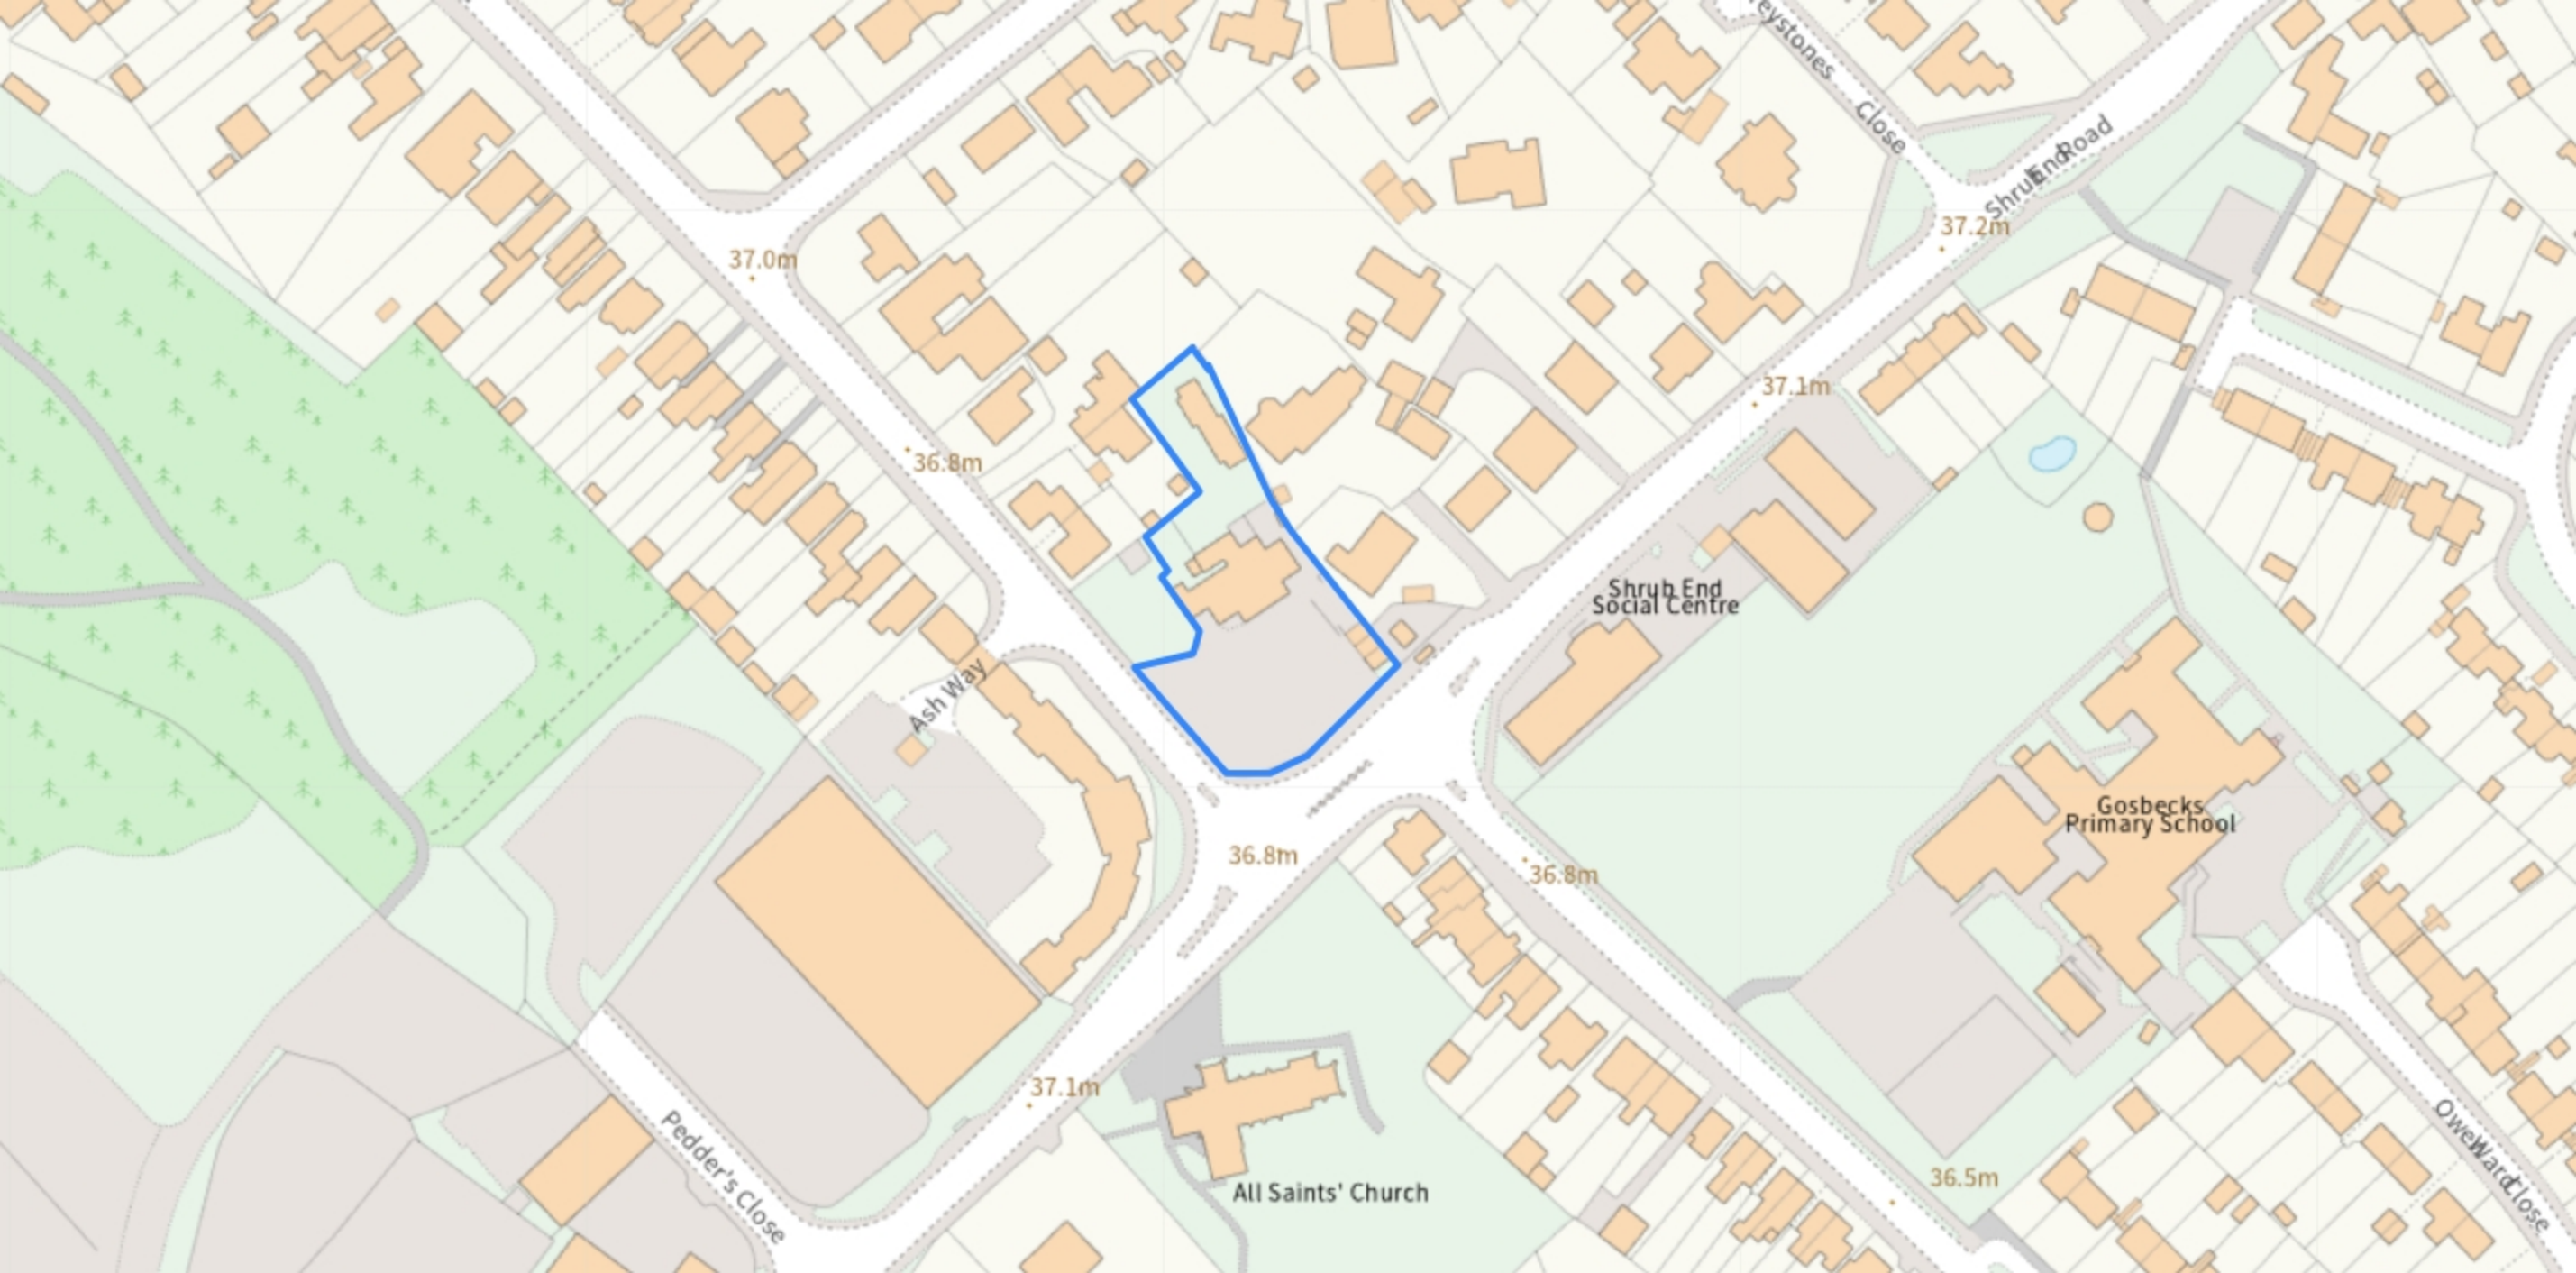 eystones
Close
Shrub End Road
37.2m
37.0m
37.1m
36.8m
Shrub End
Social Centre
Ash Way
Gosbecks
Primary School
36.8m
36.8m
37.1m
Pedder's Close
All Saints' Church
36.5m
Owen Ward Close